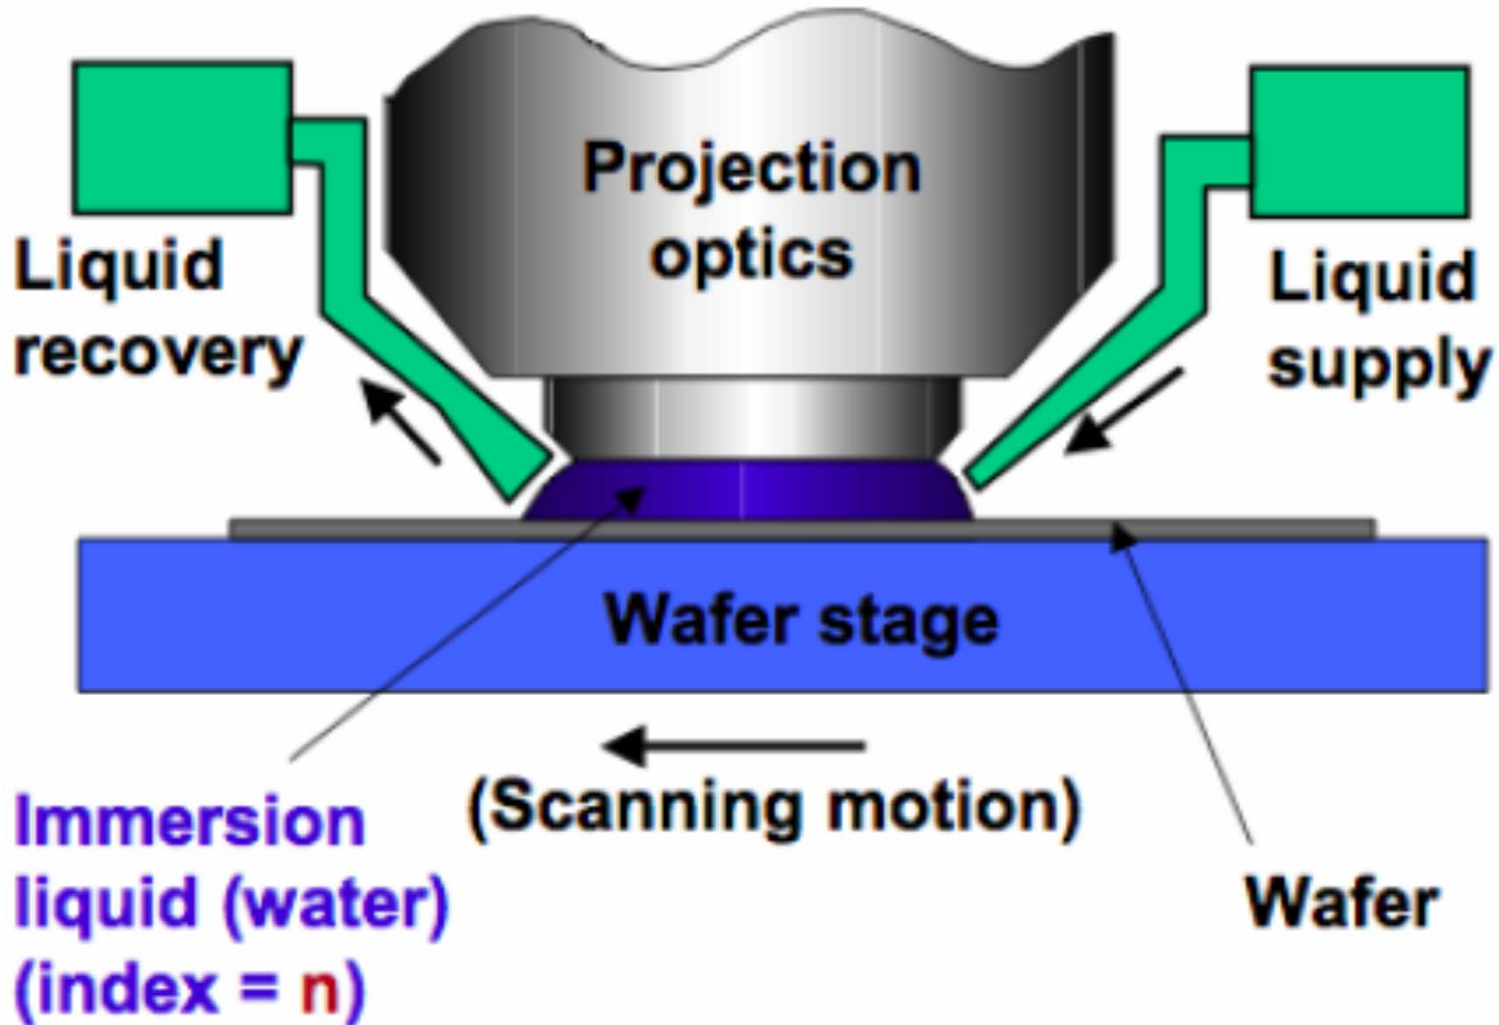 Projection
optics
Liquid
recovery
Liquid
supply
Wafer stage
(Scanning motion)
Immersion
liquid (water)
(index = n)
Wafer